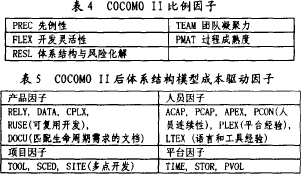 表 4 COCOMO II 比例因子
PREC 先例性 TEAM 团队凝聚力
FLEX 开发灵活性 PMAT 过程成熟度
RESL 体系结构与风险化解
表 5 COCOMO II 后体系结构模型成本驱动因子
产品因子 人员因子
RELY, DATA, CPLX, ACAP, PCAP, APEX, PCON(人
RUSE(可复用开发), 员连续性), PLEX(平台经验),
DOCU(匹配生命周期需求的文档) LTEX (语言和工具经验)
项目因子 平台因子
TOOL, SCED, SITE(多点开发) TIME, STOR, PVOL